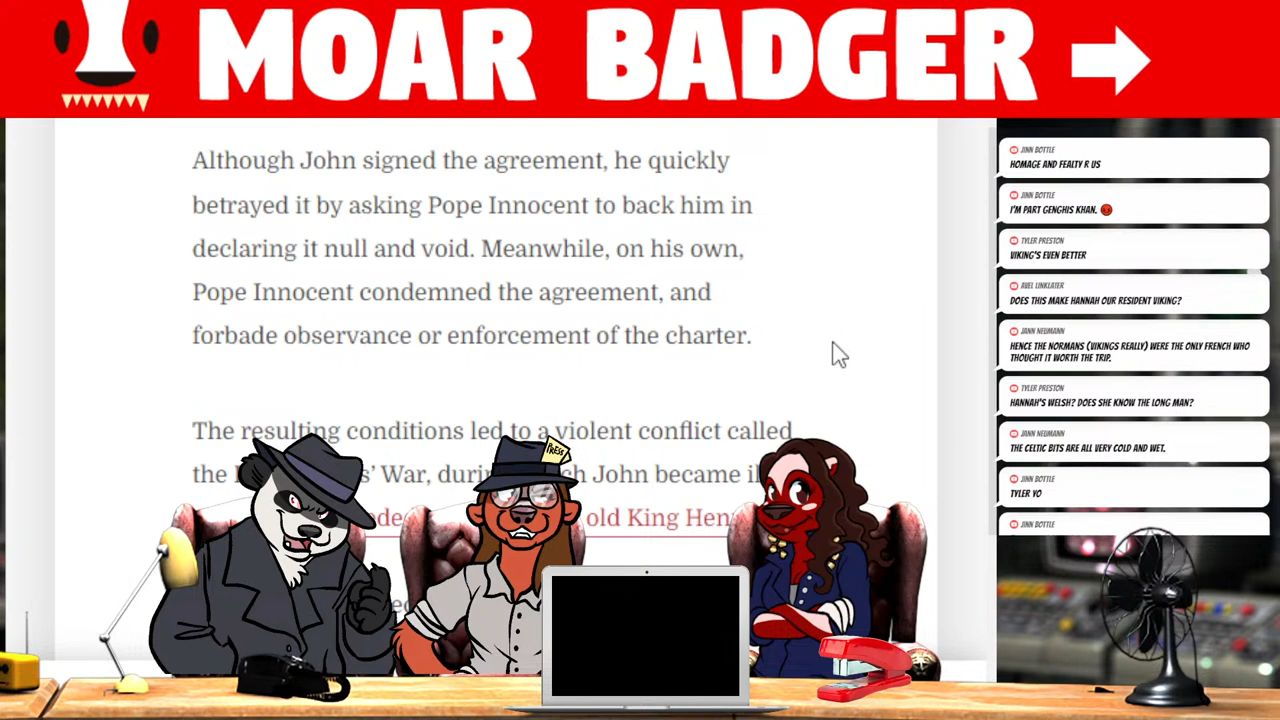 MOAR BADGER
Although John signed the agreement, he quickly
betrayed it by asking Pope Innocent to back him in
declaring it null and void. Meanwhile, on his own,
Pope Innocent condemned the agreement, and
forbade observance or enforcement of the charter.
The resulting conditions led to a violent conflict called
the s' War, John became
old King Hen
PRESS
JINN BOTTLE
HOMAGE AND FEALTY R US
JINN BOTTLE
I'M PART GENGHIS KHAN.
TYLER PRESTON
VIKING'S EVEN BETTER
AVEL LINKLATER
DOES THIS MAKE HANNAH OUR RESIDENT VIKING?
JANN NEUMANN
HENCE THE NORMANS (VIKINGS REALLY) WERE THE ONLY FRENCH WHO
THOUGHT IT WORTH THE TRIP.
TYLER PRESTON
HANNAH'S WELSH? DOES SHE KNOW THE LONG MAN?
JANN NEUMANN
THE CELTIC BITS ARE ALL VERY COLD AND WET.
JINN BOTTLE
TYLER YO
JINN BOTTLE